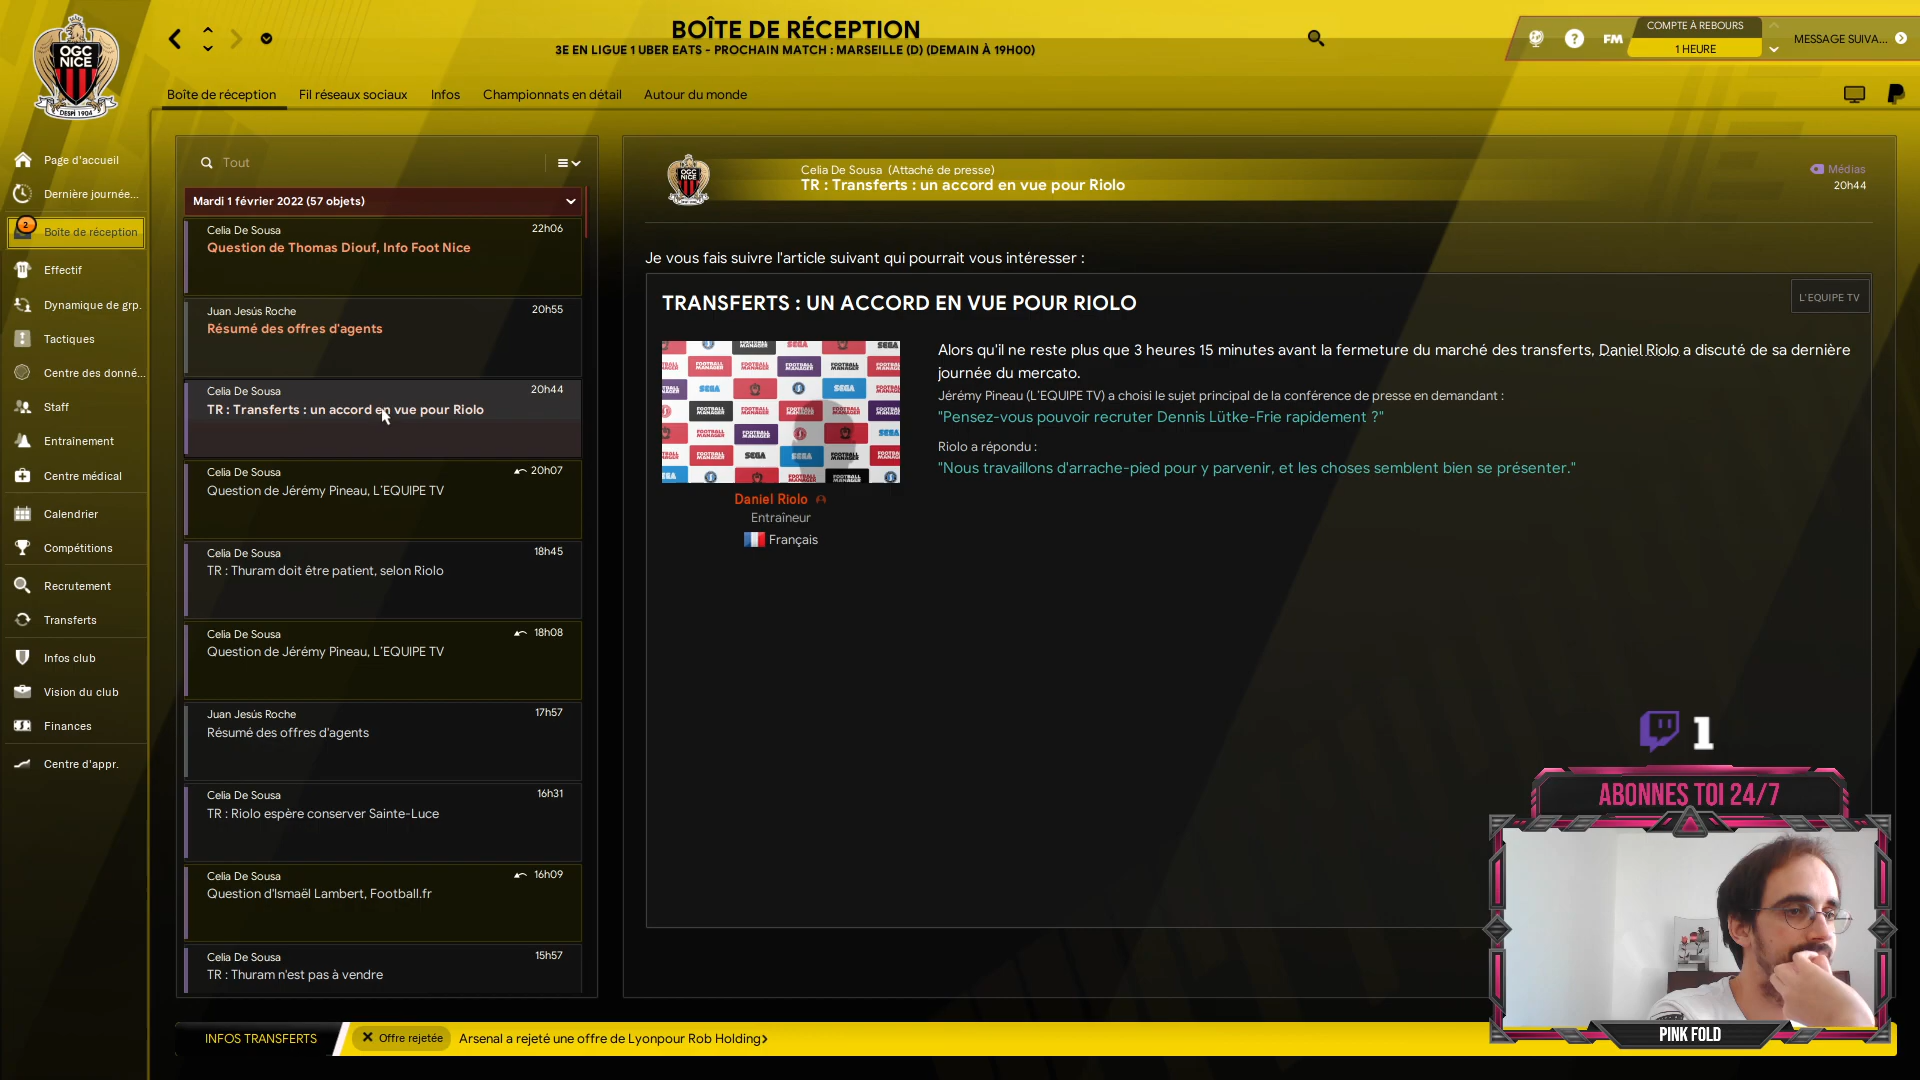 OGC
NICE
DESPÍ 1904
BOÎTE DE RÉCEPTION
3E EN LIGUE 1 UBER EATS - PROCHAIN MATCH : MARSEILLE (D) (DEMAIN À 19H00)
FM
COMPTE À REBOURS
1 HEURE
MESSAGE SUIVA...
Boîte de réception
Fil réseaux sociaux
Infos
Championnats en détail
Autour du monde
Page d'accueil
Dernière journée...
2
Boîte de réception
Effectif
Dynamique de grp.
Tactiques
Centre des donné...
Staff
Entraînement
Centre médical
Calendrier
Compétitions
Recrutement
Transferts
Infos club
Vision du club
Finances
Centre d'appr.
Tout
Mardi 1 février 2022 (57 objets)
Celia De Sousa
22h06
Question de Thomas Diouf, Info Foot Nice
Juan Jesús Roche
20h55
Résumé des offres d'agents
Celia De Sousa
20h44
TR : Transferts : un accord en vue pour Riolo
Celia De Sousa
20h07
Question de Jérémy Pineau, L'EQUIPE TV
Celia De Sousa
18h45
TR : Thuram doit être patient, selon Riolo
Celia De Sousa
18h08
Question de Jérémy Pineau, L'EQUIPE TV
Juan Jesús Roche
17h57
Résumé des offres d'agents
Celia De Sousa
16h31
TR : Riolo espère conserver Sainte-Luce
Celia De Sousa
16h09
Question d'Ismaël Lambert, Football.fr
Celia De Sousa
15h57
TR : Thuram n'est pas à vendre
Celia De Sousa (Attaché de presse)
TR : Transferts : un accord en vue pour Riolo
Médias
20h44
Je vous fais suivre l'article suivant qui pourrait vous intéresser :
TRANSFERTS : UN ACCORD EN VUE POUR RIOLO
L'EQUIPE TV
Alors qu'il ne reste plus que 3 heures 15 minutes avant la fermeture du marché des transferts, Daniel Riolo a discuté de sa dernière
journée du mercato.
Jérémy Pineau (L'EQUIPE TV) a choisi le sujet principal de la conférence de presse en demandant :
"Pensez-vous pouvoir recruter Dennis Lütke-Frie rapidement ?"
Riolo a répondu :
"Nous travaillons d'arrache-pied pour y parvenir, et les choses semblent bien se présenter."
Daniel Riolo
Entraîneur
Français
1
ABONNES TOI 24/7
PINK FOLD
INFOS TRANSFERTS
Offre rejetée
Arsenal a rejeté une offre de Lyonpour Rob Holding>